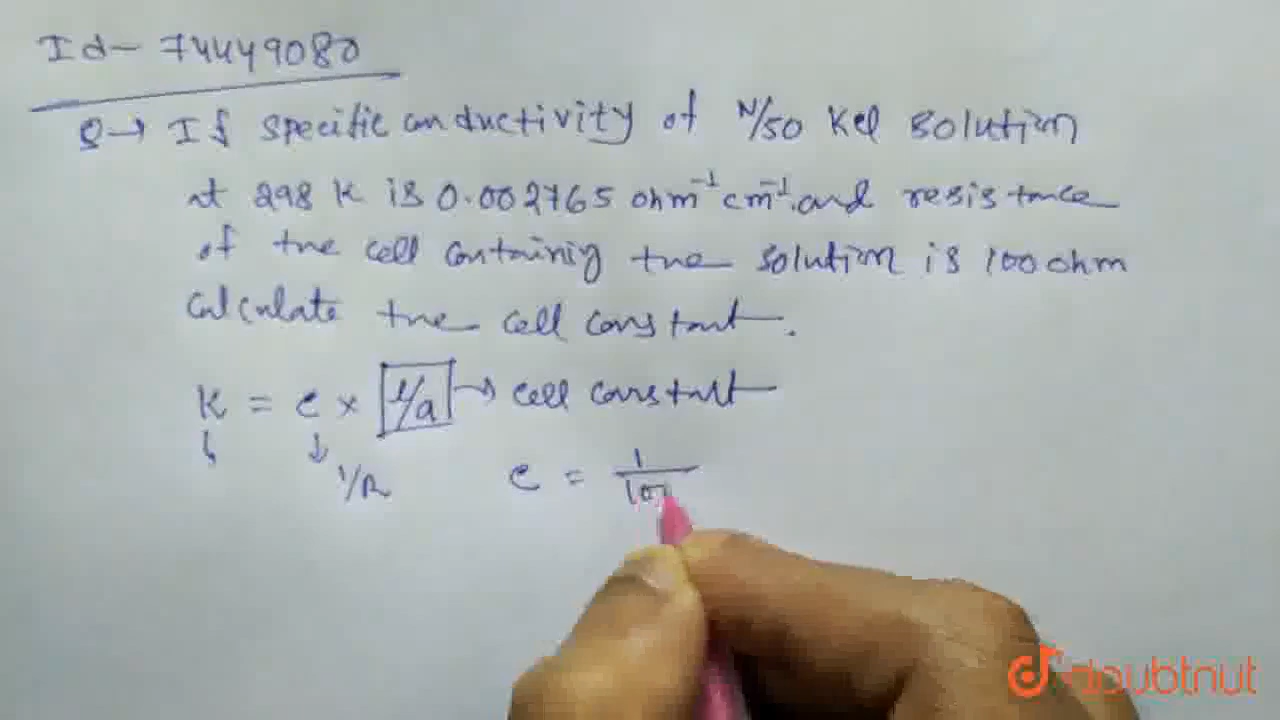 Id- 74449080
Q→ If specific conductivity of N/50 KCl solution
at 298 K is 0.002765 ohm⁻¹ cm⁻¹. and resistance
of the cell containing the solution is 100 ohm
calculate the cell constant.
K = C × l/a → cell constant
↓ ↓
1/R C = 1/100
doubtnut